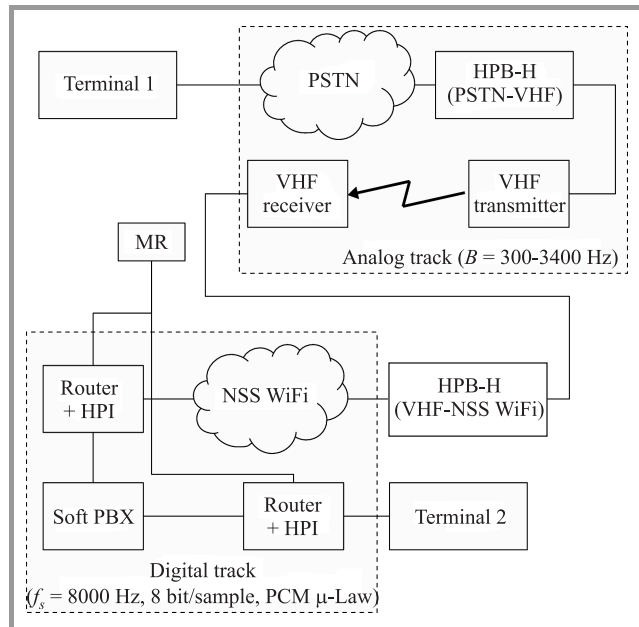 Terminal 1
PSTN
HPB-H
(PSTN-VHF)
VHF
receiver
VHF
transmitter
MR
Analog track (B = 300-3400 Hz)
Router
+ HPI
NSS WiFi
HPB-H
(VHF-NSS WiFi)
Soft PBX
Router
+ HPI
Terminal 2
Digital track
(fs = 8000 Hz, 8 bit/sample, PCM μ-Law)